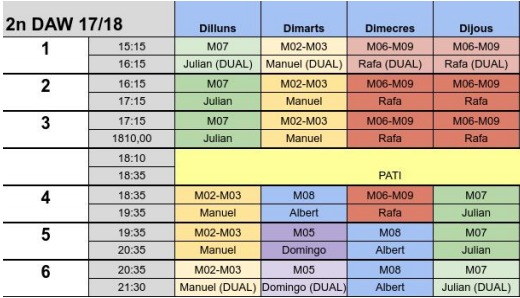 2n DAW 17/18 Dilluns Dimarts Dimecres Dijous
1 15:15 M07 M02-M03 M06-M09 M06-M09
16:15 Julian (DUAL) Manuel (DUAL) Rafa (DUAL) Rafa (DUAL)
2 16:15 M07 M02-M03 M06-M09 M06-M09
17:15 Julian Manuel Rafa Rafa
3 17:15 M07 M02-M03 M06-M09 M06-M09
1810,00 Julian Manuel Rafa Rafa
18:10
18:35 PATI
4 18:35 M02-M03 M08 M06-M09 M07
19:35 Manuel Albert Rafa Julian
5 19:35 M02-M03 M05 M08 M07
20:35 Manuel Domingo Albert Julian
6 20:35 M02-M03 M05 M08 M07
21:30 Manuel (DUAL) Domingo (DUAL) Albert Julian (DUAL)